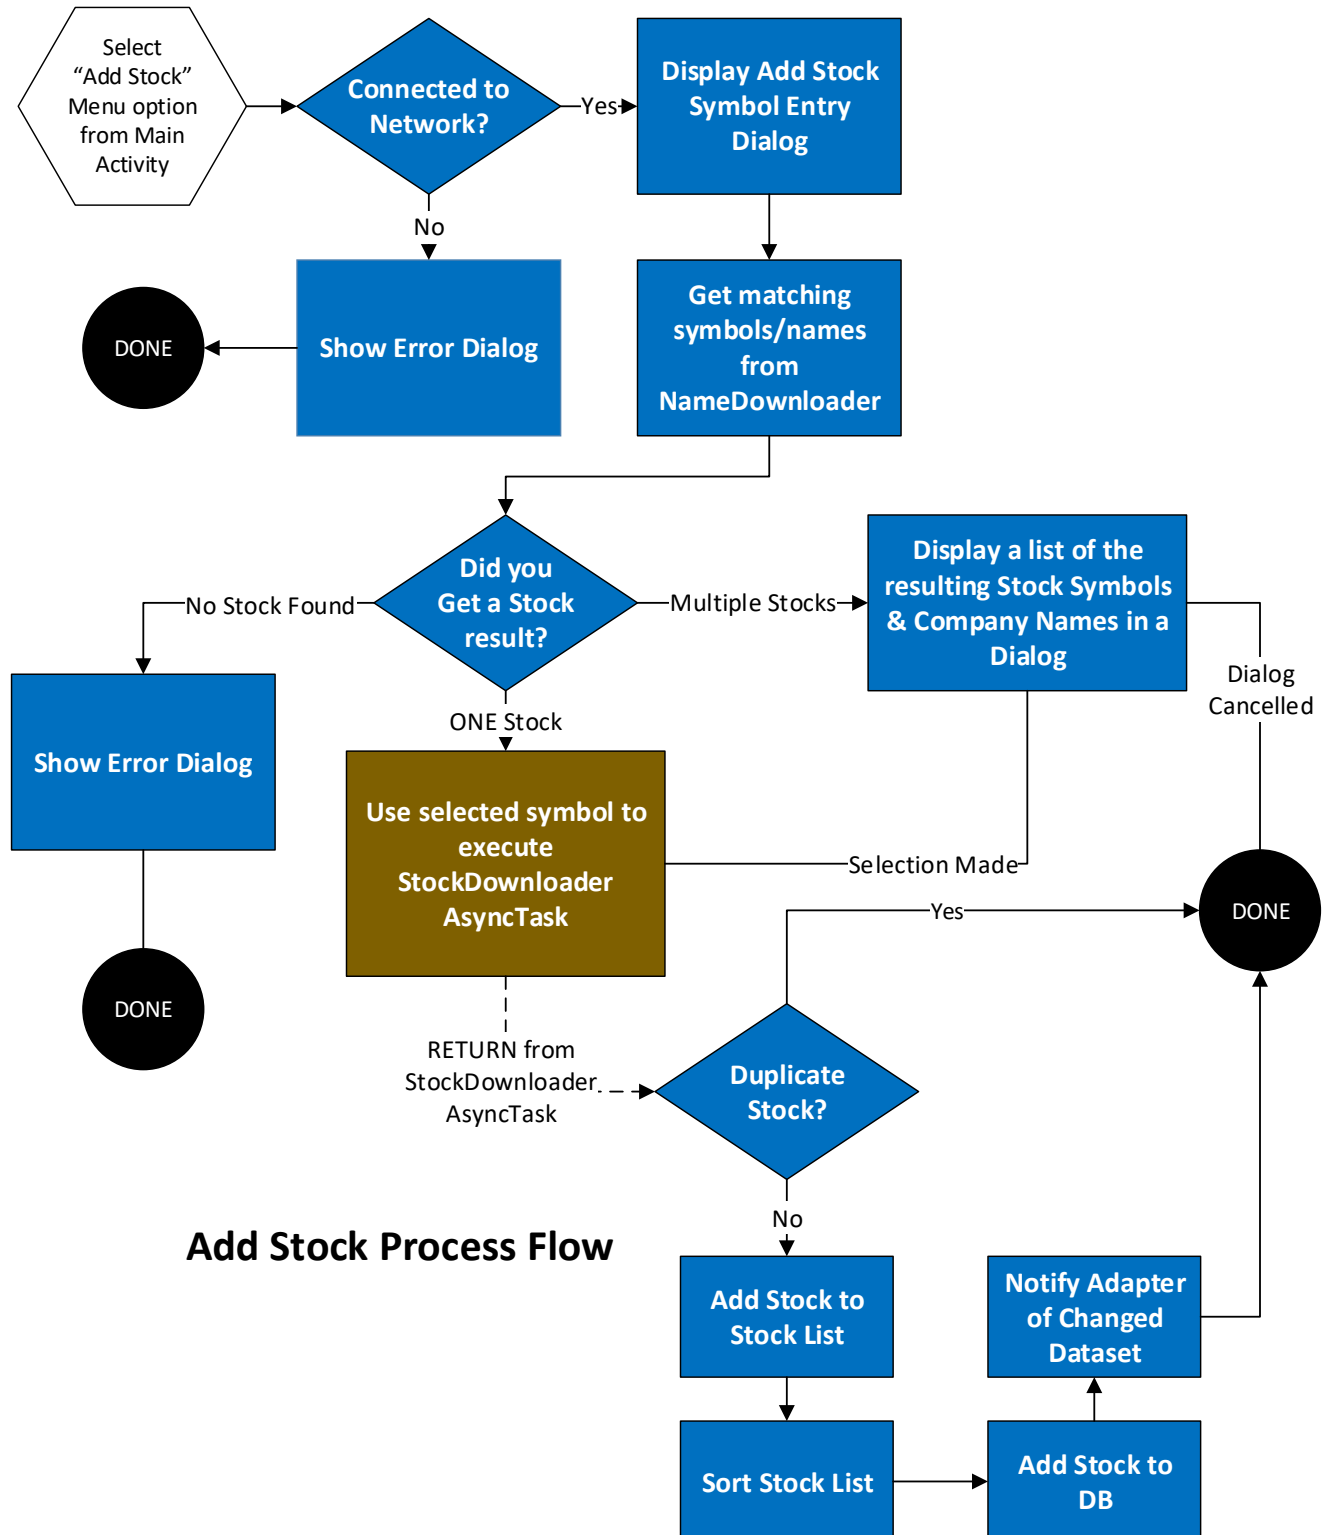 Select
“Add Stock”
Menu option
from Main
Activity
Connected to
Network?
Yes
Display Add Stock
Symbol Entry
Dialog
No
DONE
Show Error Dialog
Get matching
symbols/names
from
NameDownloader
Did you
Get a Stock
result?
No Stock Found
Multiple Stocks
Display a list of the
resulting Stock Symbols
& Company Names in a
Dialog
Dialog
Cancelled
ONE Stock
Show Error Dialog
Use selected symbol to
execute
StockDownloader
AsyncTask
Selection Made
Yes
DONE
DONE
RETURN from
StockDownloader
AsyncTask
Duplicate
Stock?
No
Add Stock Process Flow
Add Stock to
Stock List
Notify Adapter
of Changed
Dataset
Sort Stock List
Add Stock to
DB